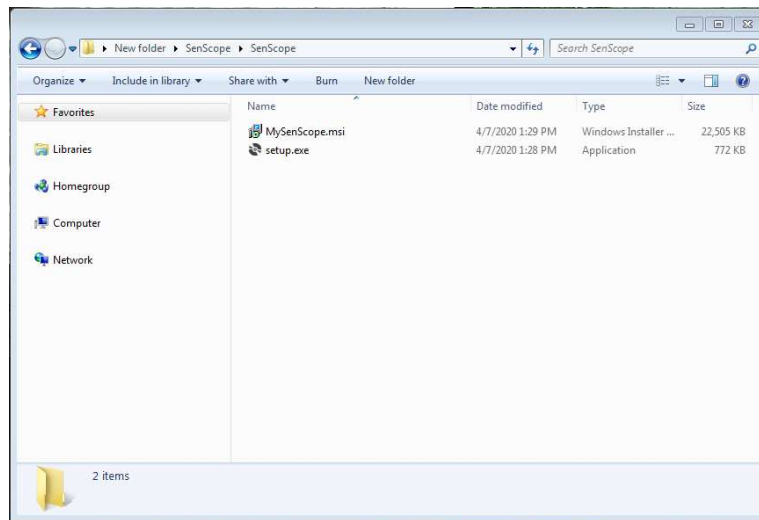 New folder ▸ SenScope ▸ SenScope
Search SenScope
Organize Include in library Share with Burn New folder
Favorites
Libraries
Homegroup
Computer
Network
Name Date modified Type Size
MySenScope.msi 4/7/2020 1:29 PM Windows Installer ... 22,505 KB
setup.exe 4/7/2020 1:28 PM Application 772 KB
2 items